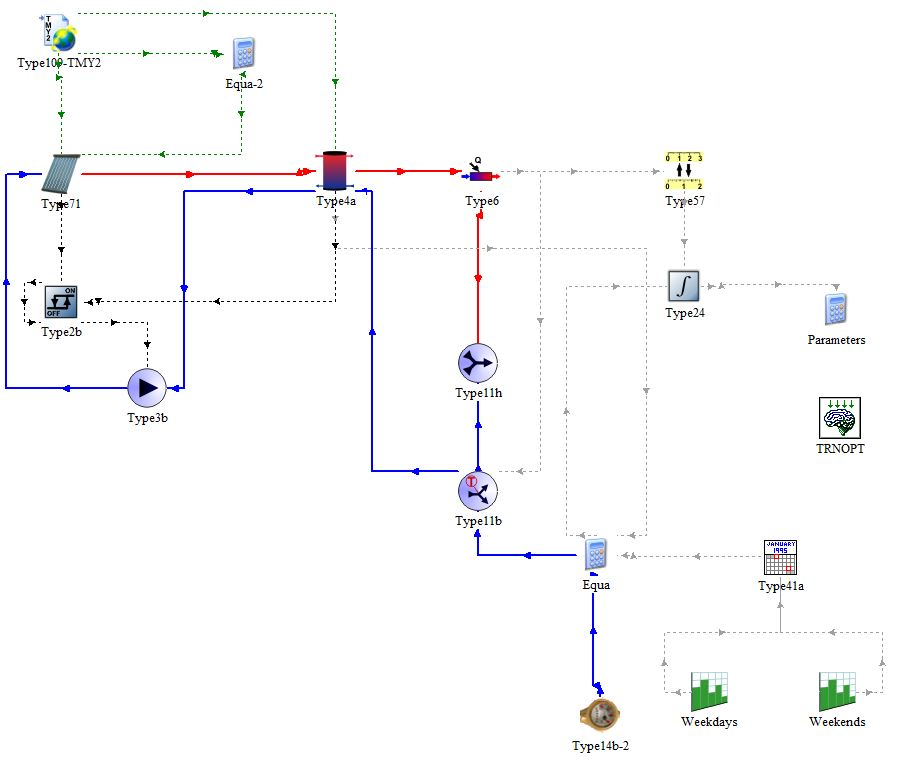 TMY2
Type109-TMY2
Equa-2
Type71
Type4a
Q
Type6
0 1 2 3
0 1 2
Type57
ON
OFF
Type2b
∫
Type24
Parameters
Type3b
Type11h
TRNOPT
T
Type11b
Equa
JANUARY
1995
Type41a
Weekdays
Weekends
Type14b-2